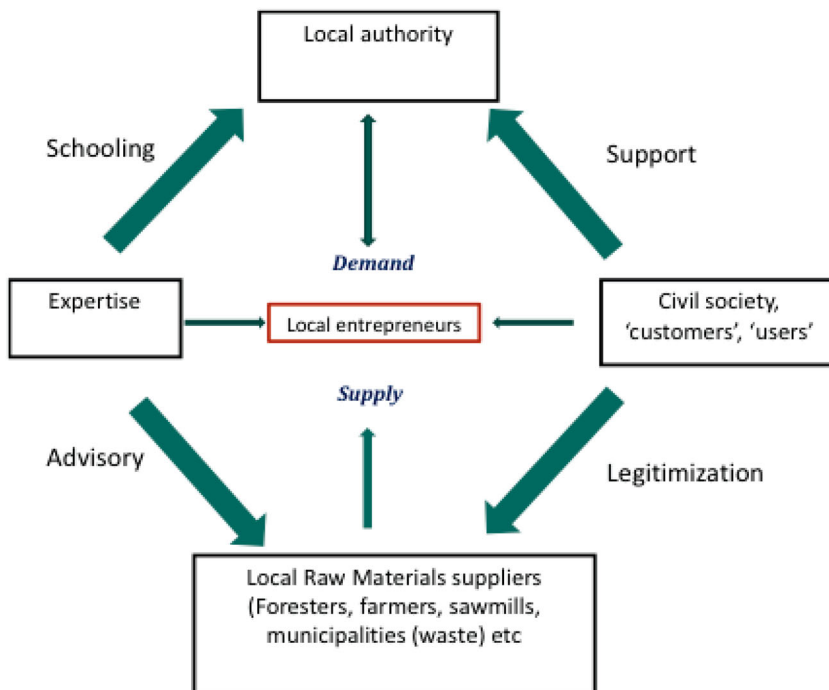 Local authority
Schooling
Support
Demand
Expertise
Local entrepreneurs
Civil society,
‘customers’, ‘users’
Supply
Advisory
Legitimization
Local Raw Materials suppliers
(Foresters, farmers, sawmills,
municipalities (waste) etc